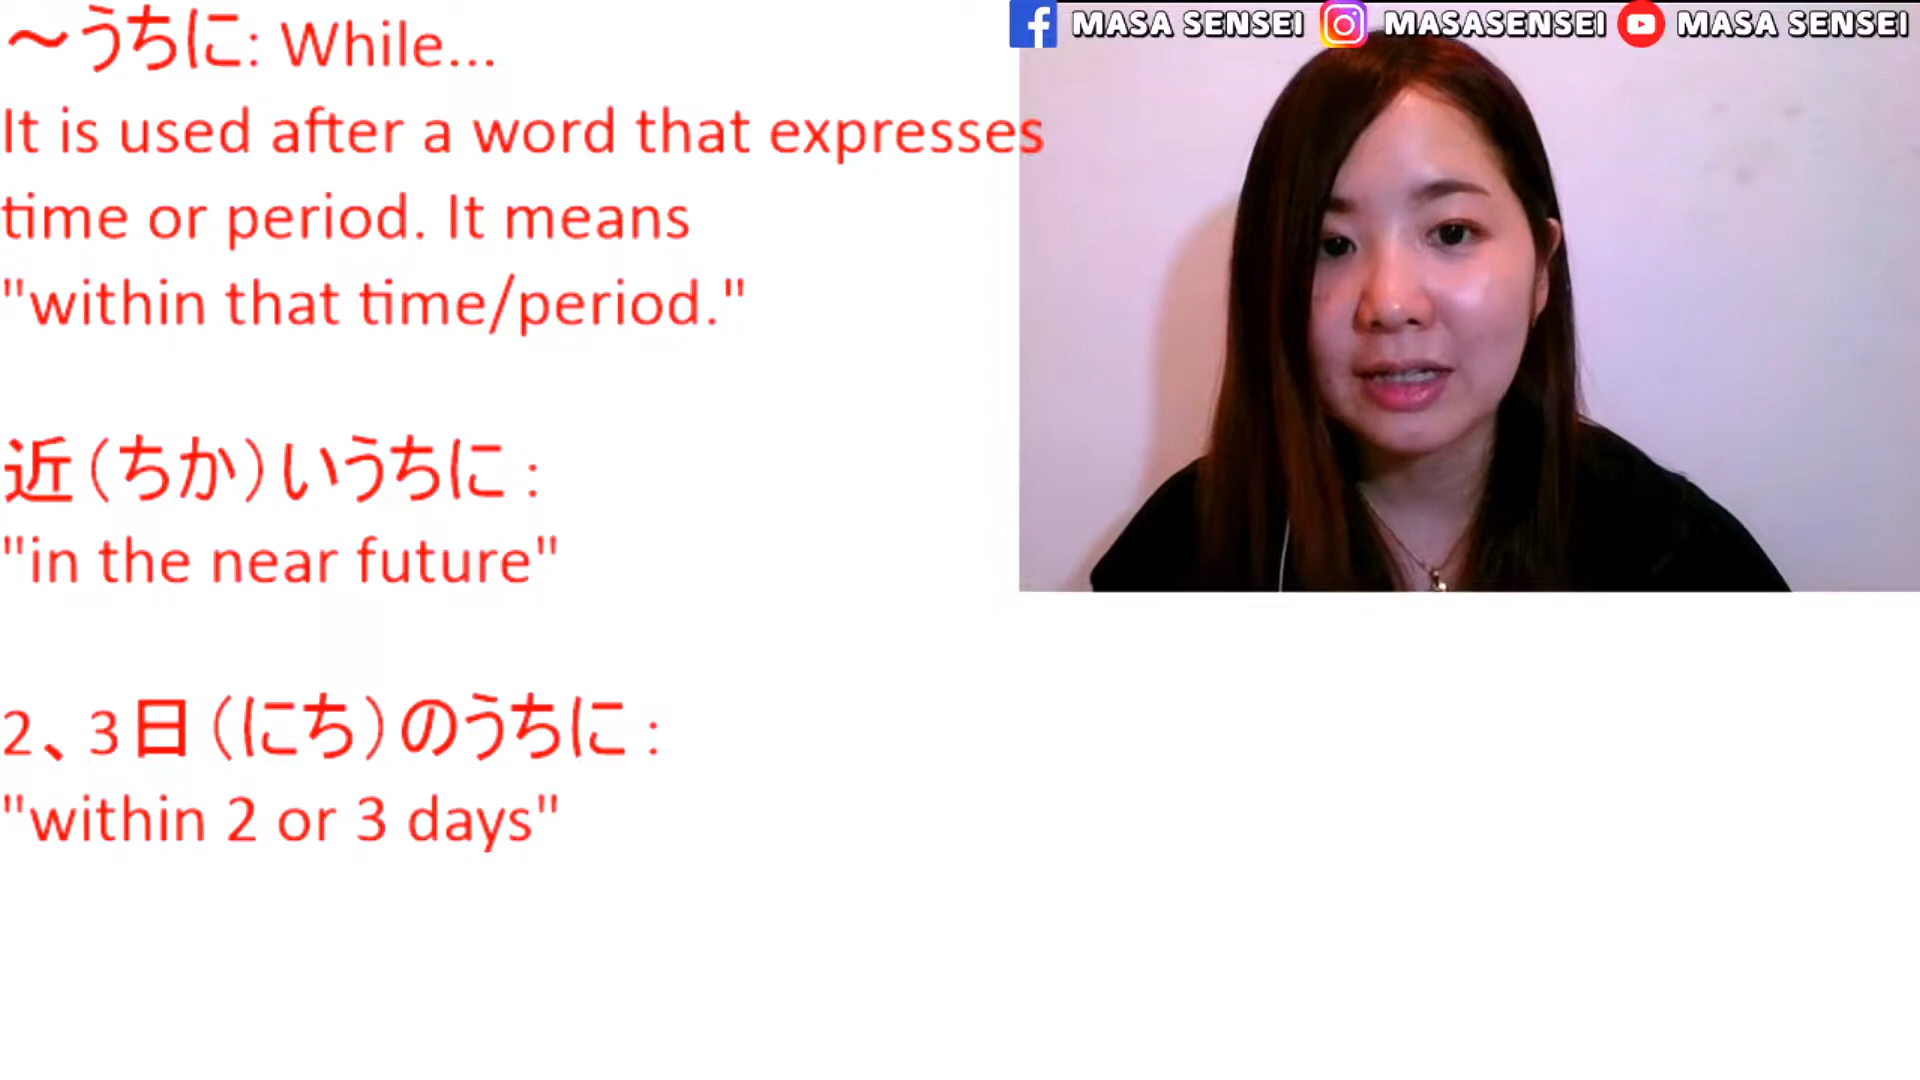 ～うちに: While...
It is used after a word that expresses
time or period. It means
"within that time/period."
近（ちか）いうちに :
"in the near future"
2、3日（にち）のうちに :
"within 2 or 3 days"
MASA SENSEI MASASENSEI MASA SENSEI